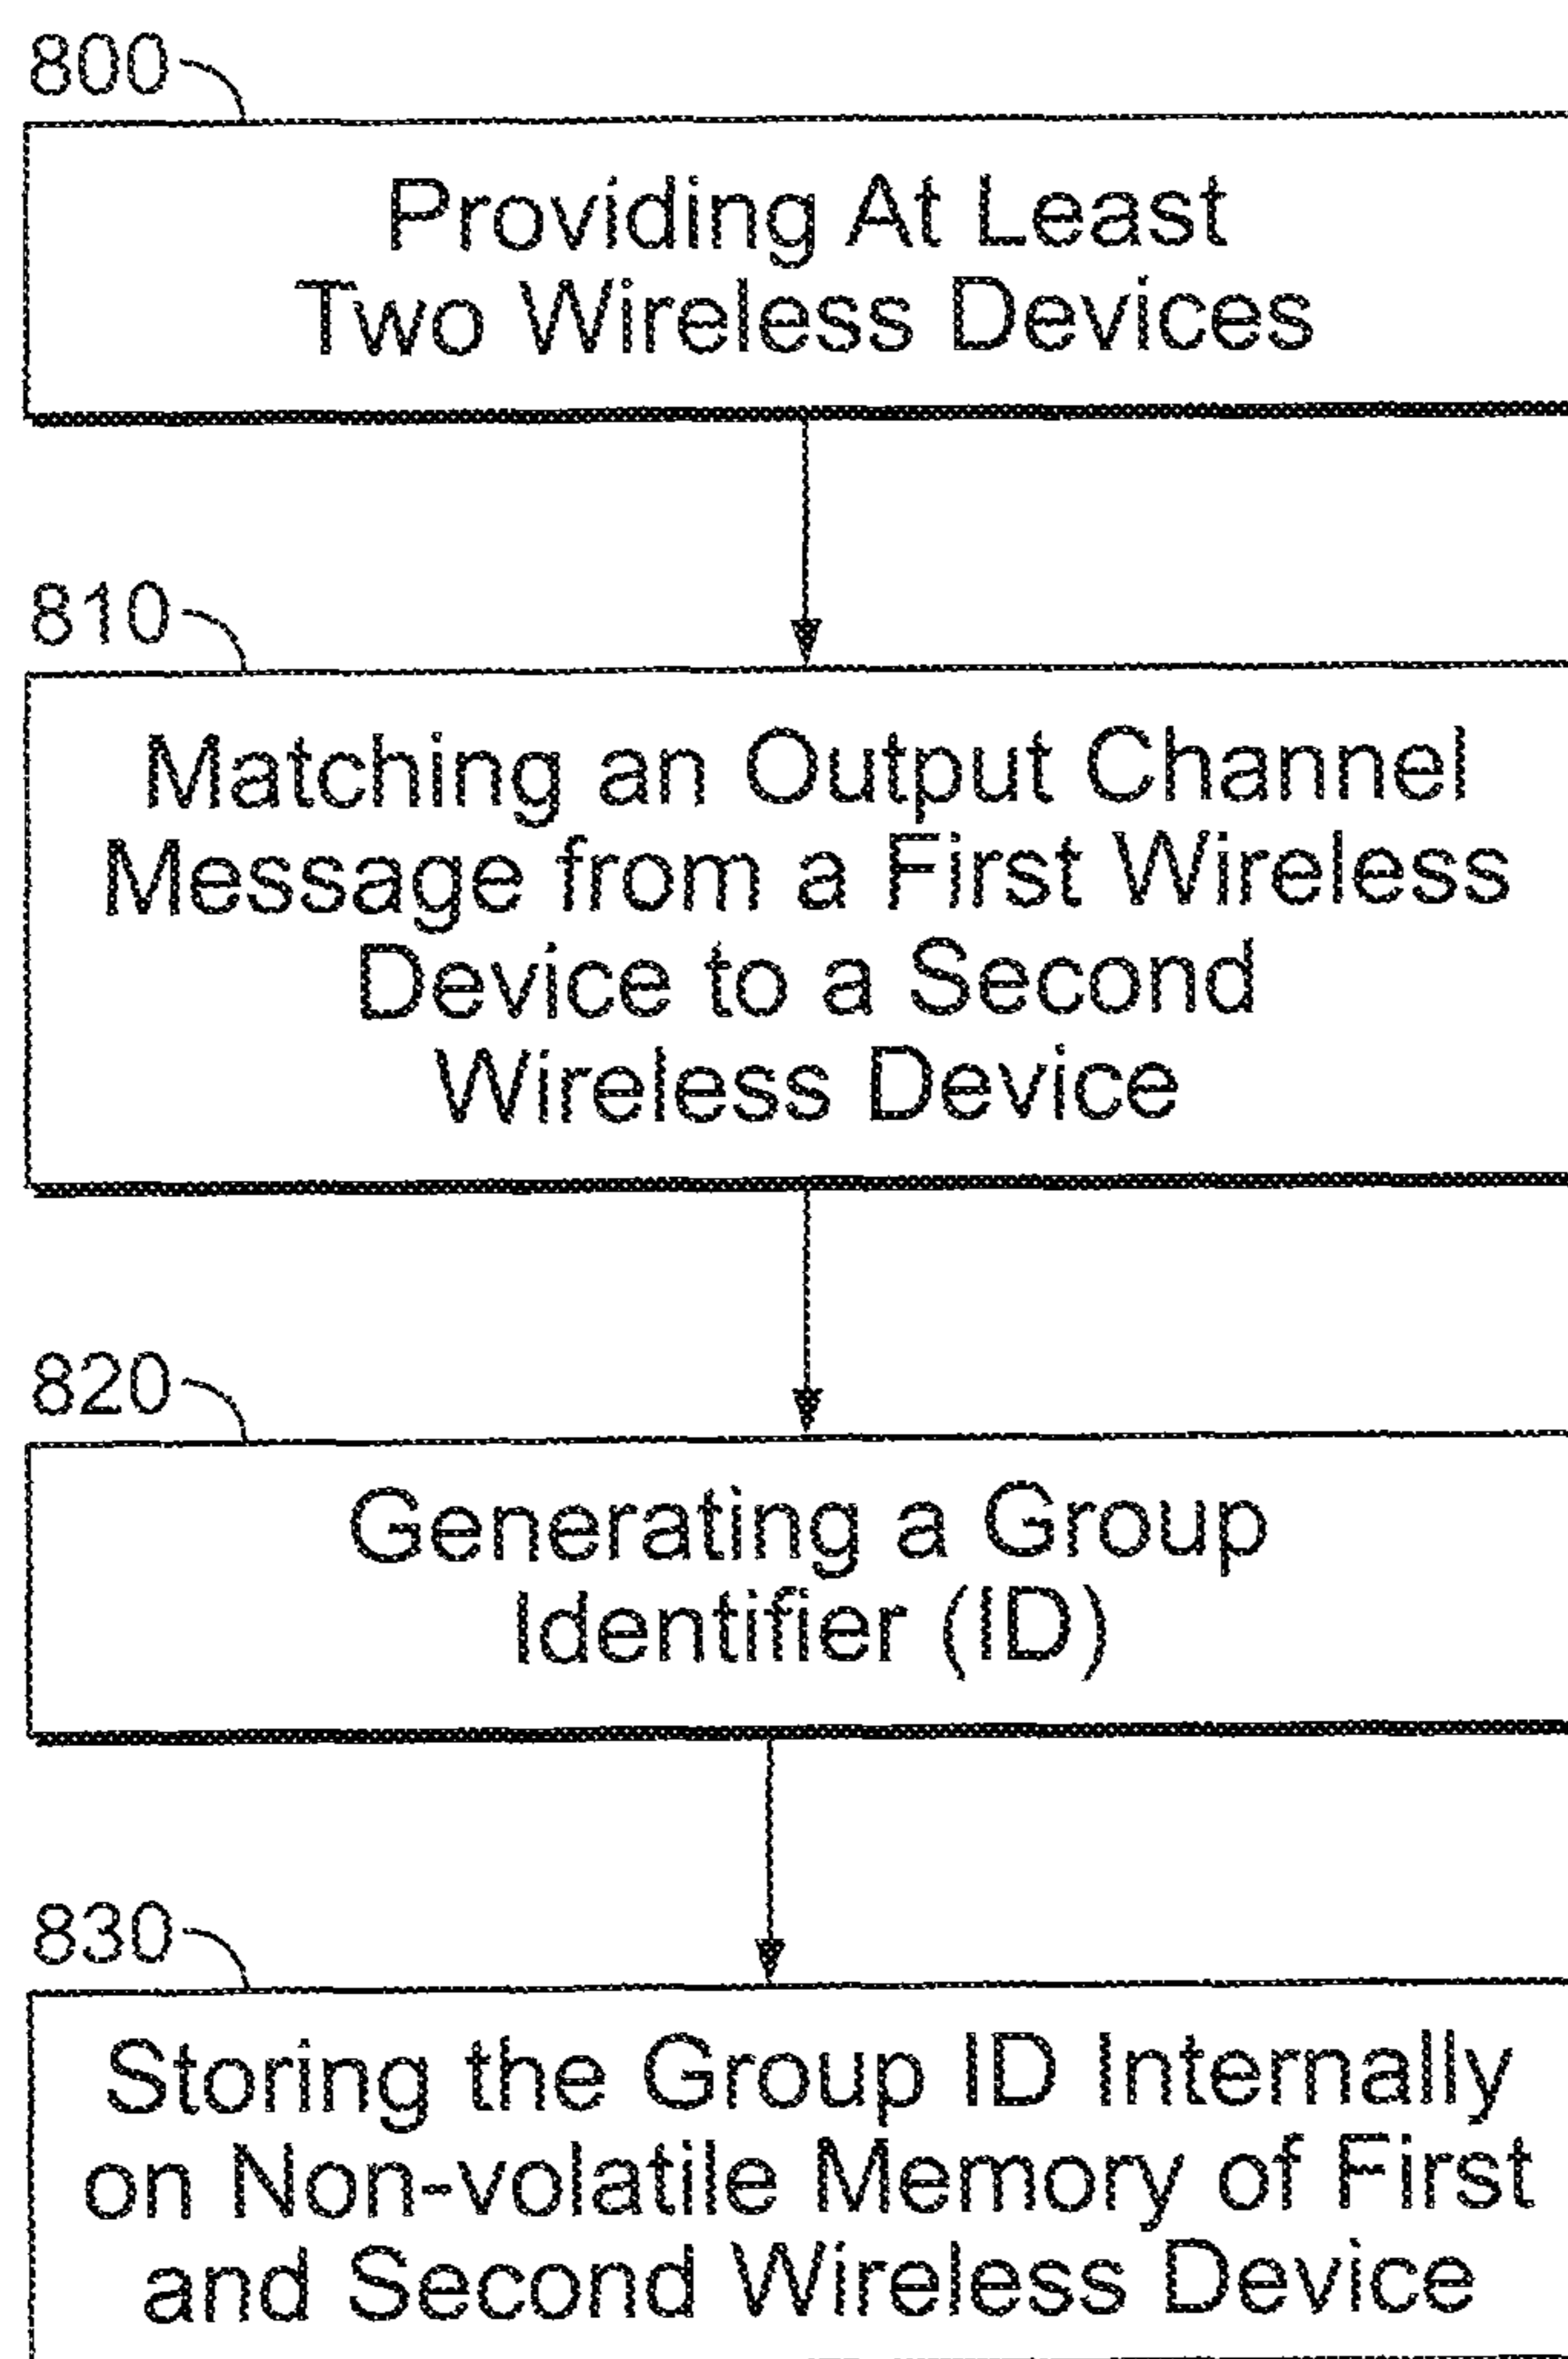 800
Providing At Least
Two Wireless Devices
810
Matching an Output Channel
Message from a First Wireless
Device to a Second
Wireless Device
820
Generating a Group
Identifier (ID)
830
Storing the Group ID Internally
on Non-volatile Memory of First
and Second Wireless Device